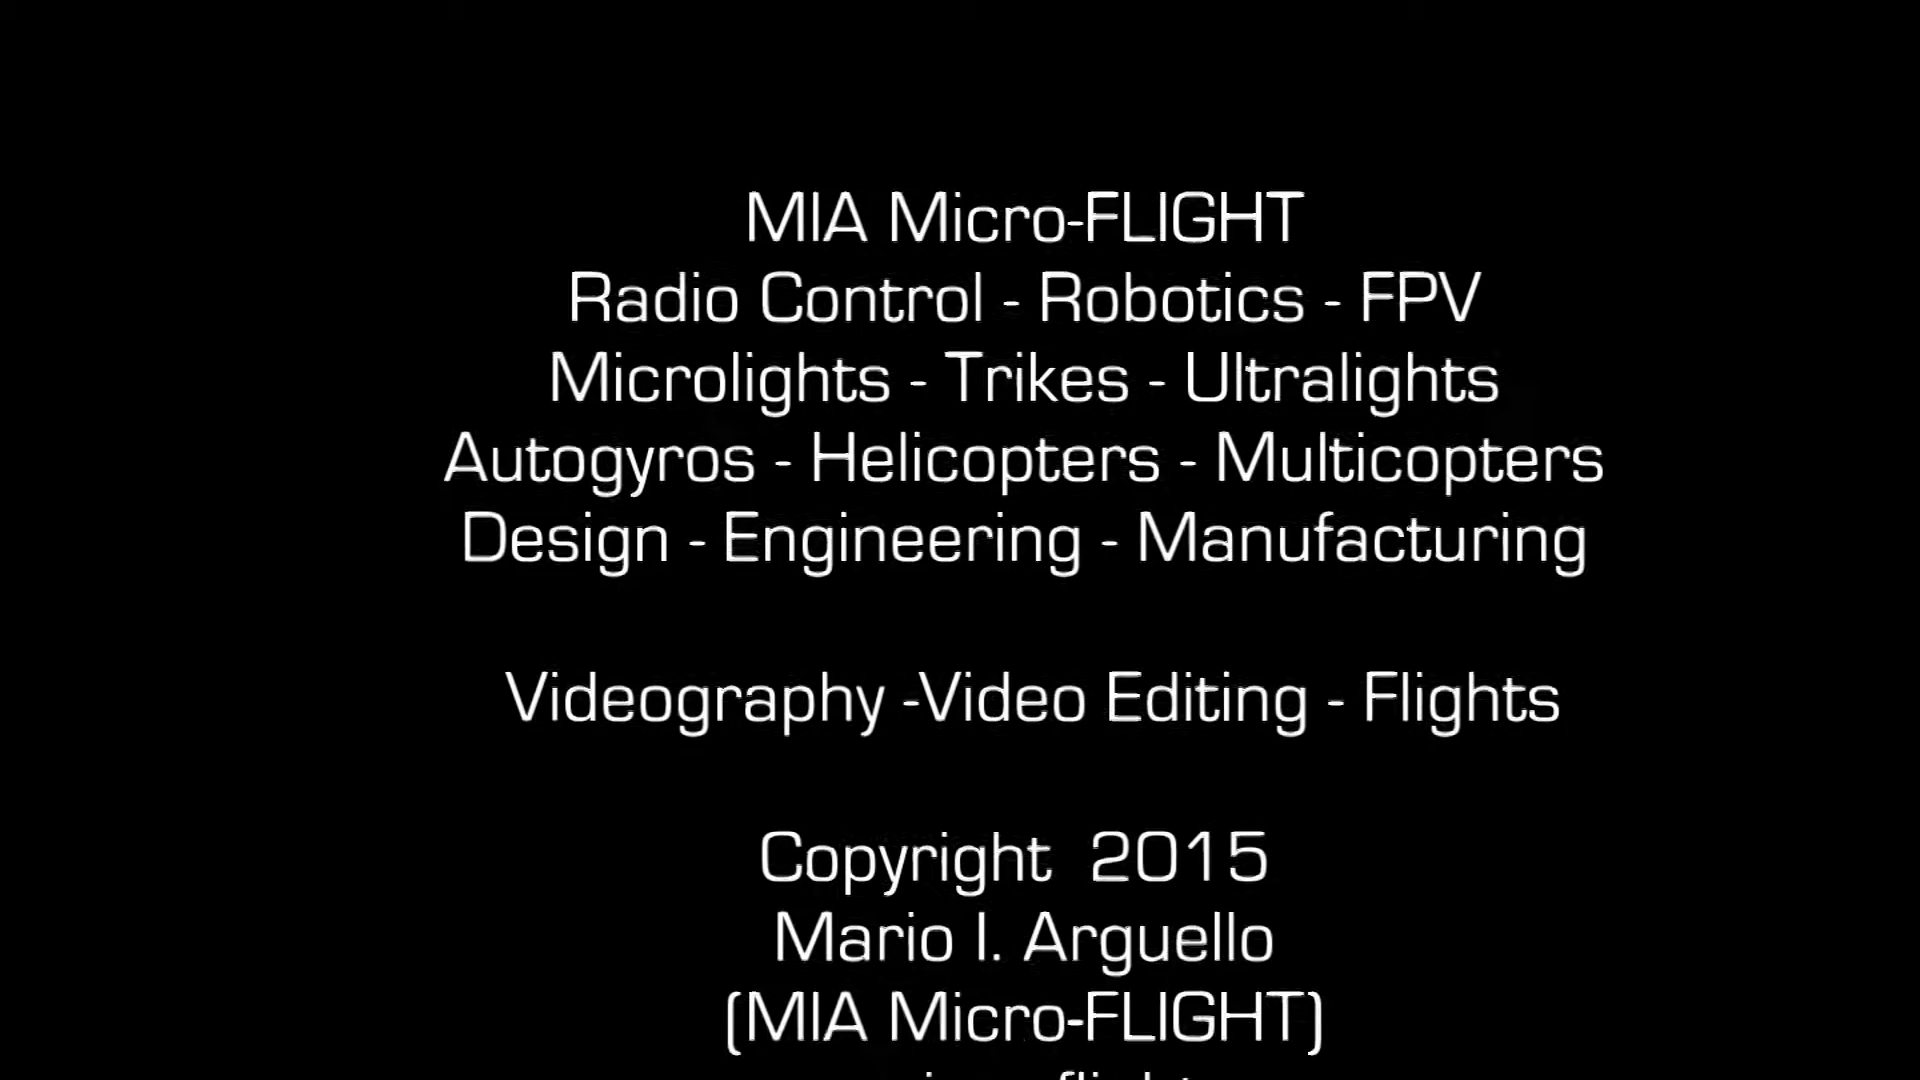 MIA Micro-FLIGHT
Radio Control - Robotics - FPV
Microlights - Trikes - Ultralights
Autogyros - Helicopters - Multicopters
Design - Engineering - Manufacturing
Videography -Video Editing - Flights
Copyright  2015
Mario I. Arguello
(MIA Micro-FLIGHT)